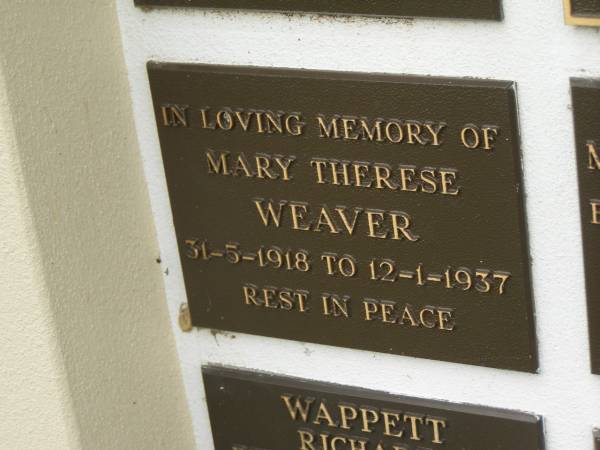 IN LOVING MEMORY OF
MARY THERESE
WEAVER
31-5-1918 TO 12-1-1937
REST IN PEACE
WAPPETT